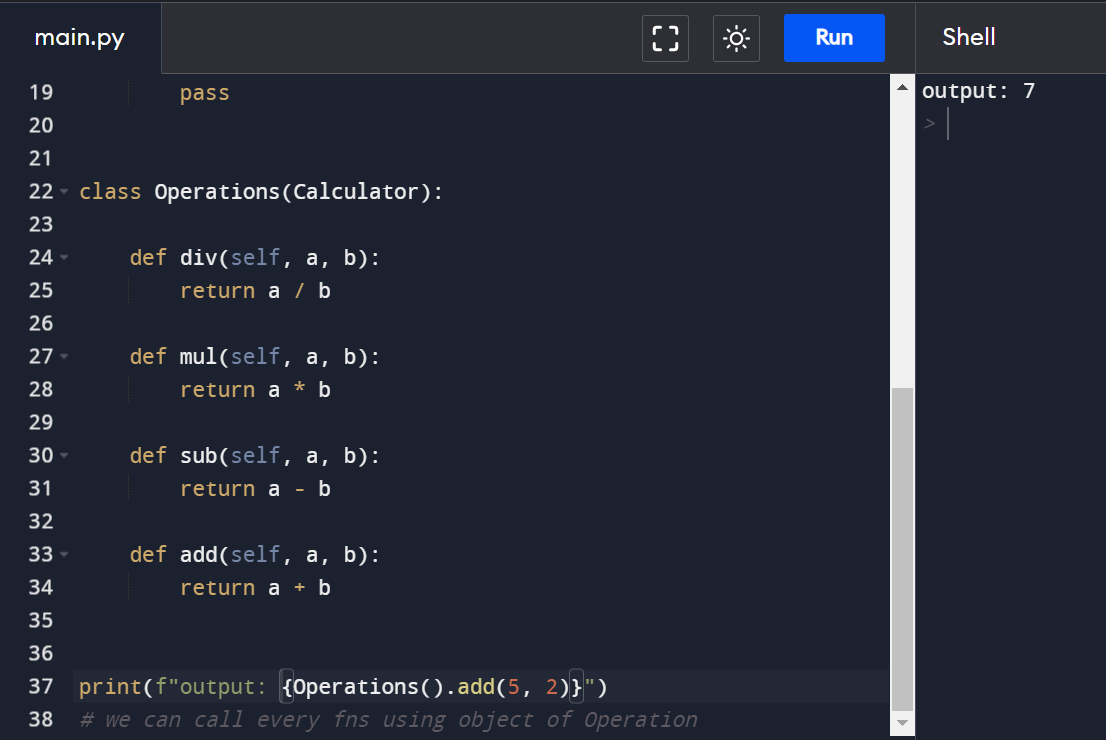 main.py
Run
Shell
19 pass
20
21
22 class Operations(Calculator):
23
24 def div(self, a, b):
25 return a / b
26
27 def mul(self, a, b):
28 return a * b
29
30 def sub(self, a, b):
31 return a - b
32
33 def add(self, a, b):
34 return a + b
35
36
37 print(f"output: {Operations().add(5, 2)}")
38 # we can call every fns using object of Operation
output: 7
>